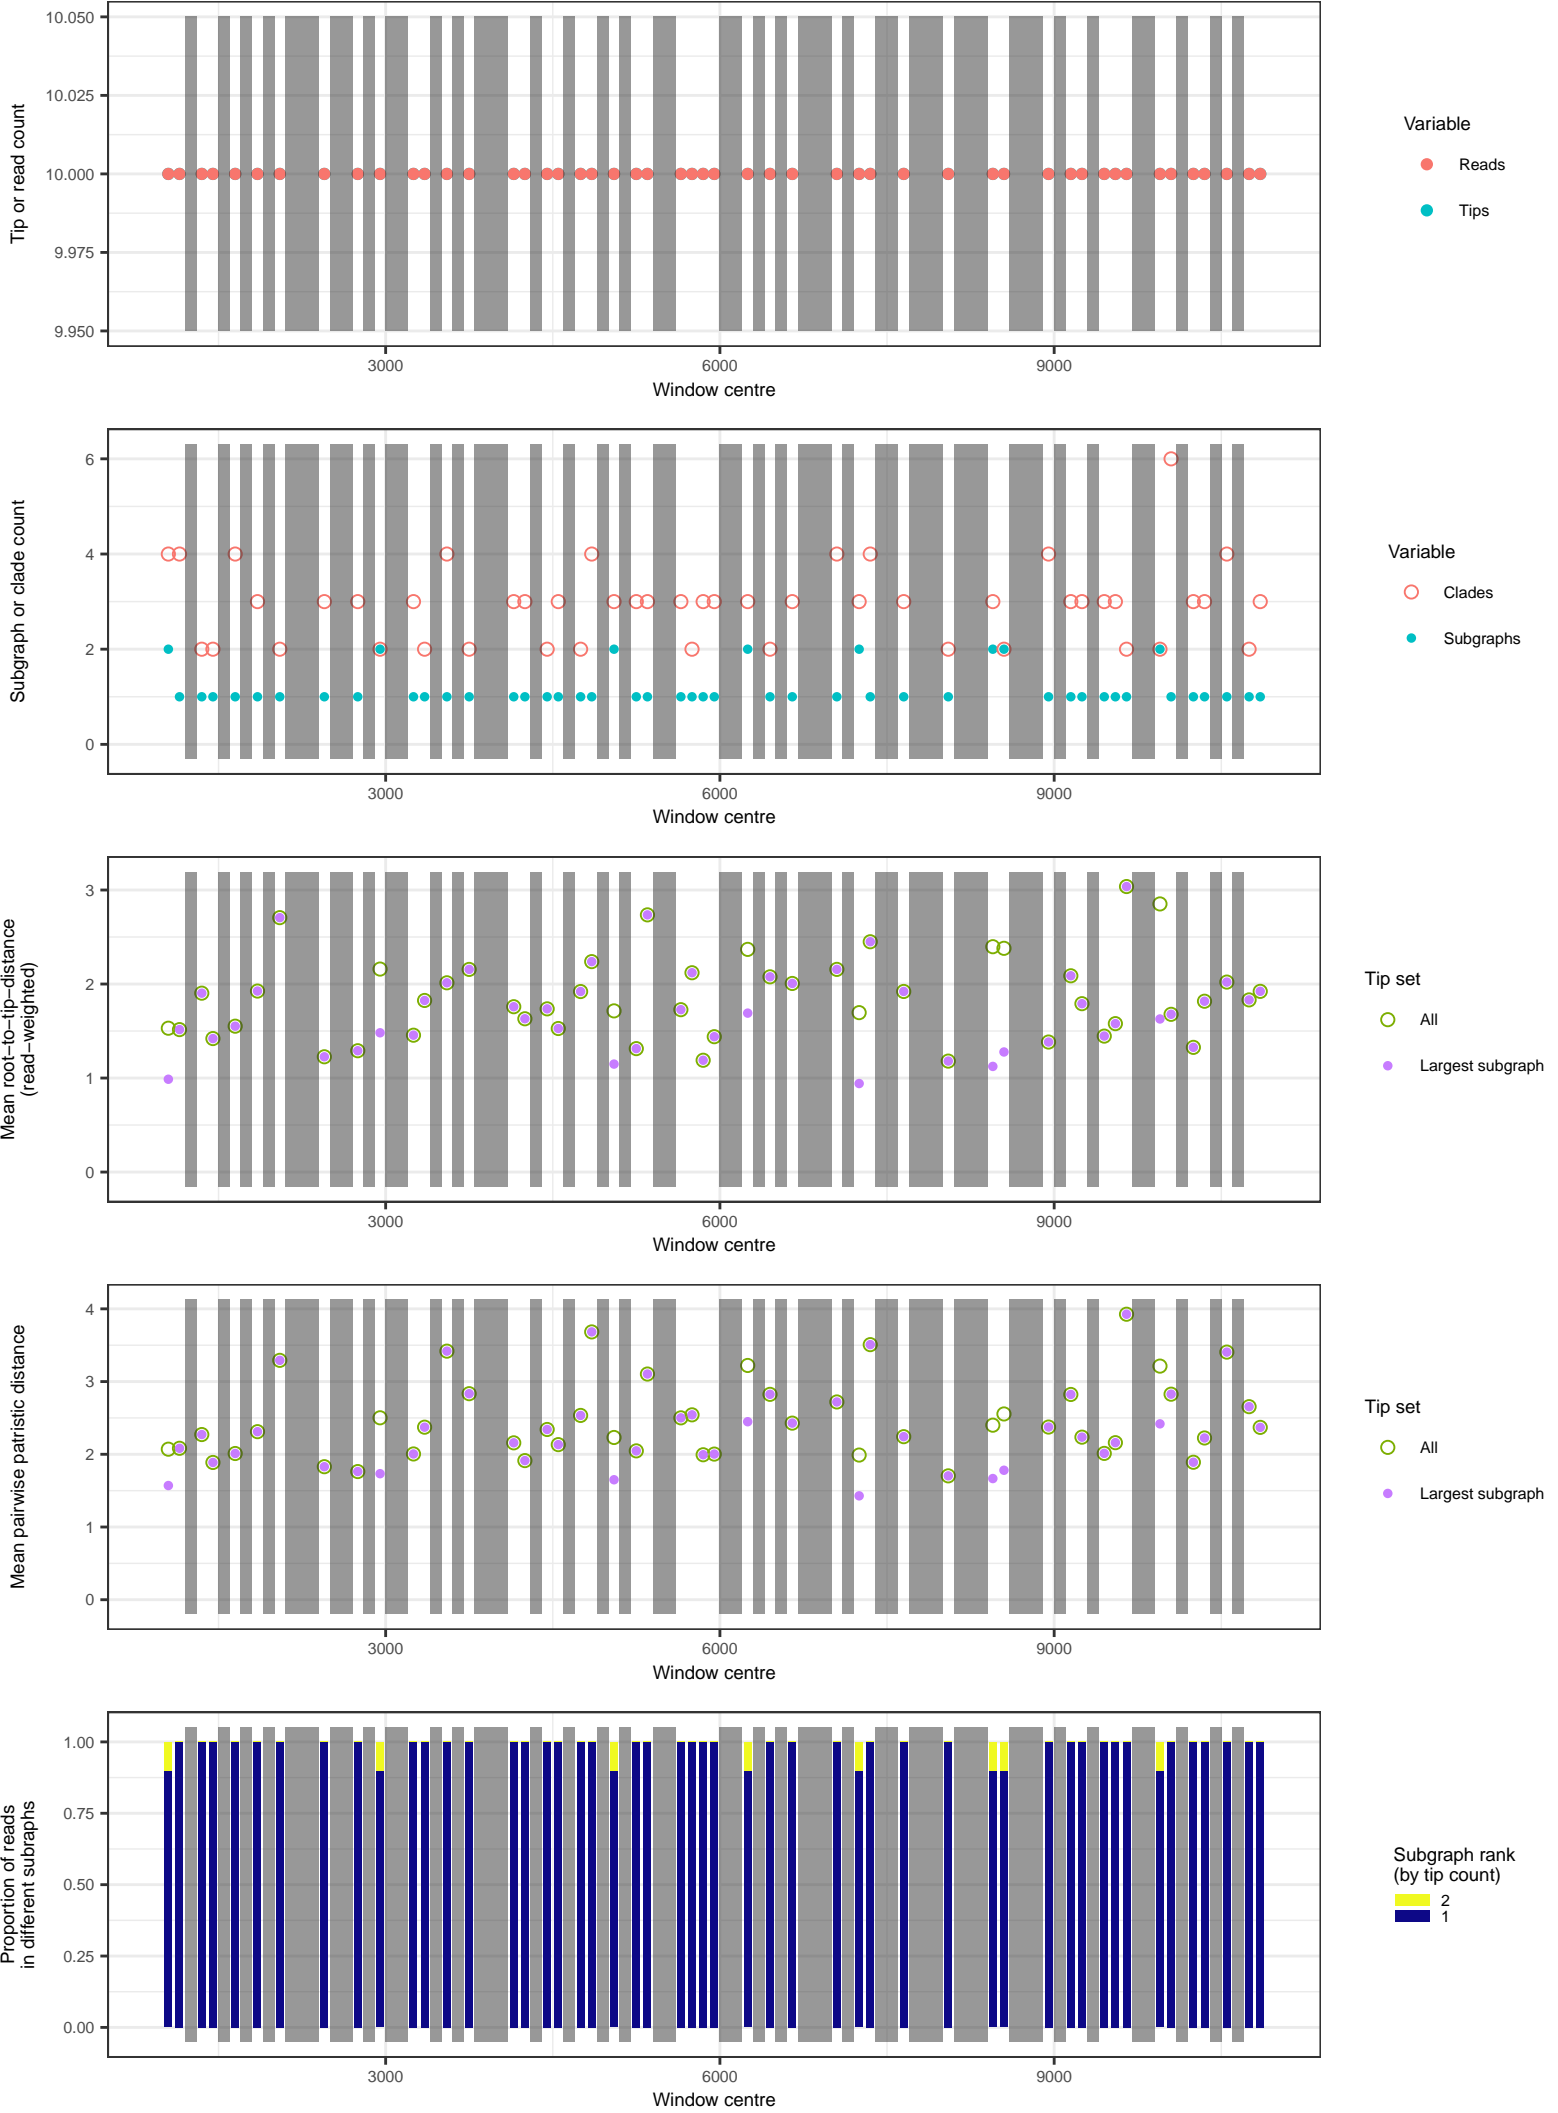 10.050
10.025
10.000
9.975
9.950
Tip or read count
3000
6000
9000
Window centre
Variable
Reads
Tips
6
4
2
0
Subgraph or clade count
3000
6000
9000
Window centre
Variable
Clades
Subgraphs
3
2
1
0
Mean root−to−tip−distance
(read−weighted)
3000
6000
9000
Window centre
Tip set
All
Largest subgraph
4
3
2
1
0
Mean pairwise patristic distance
3000
6000
9000
Window centre
Tip set
All
Largest subgraph
1.00
0.75
0.50
0.25
0.00
Proportion of reads
in different subraphs
3000
6000
9000
Window centre
Subgraph rank
(by tip count)
2
1